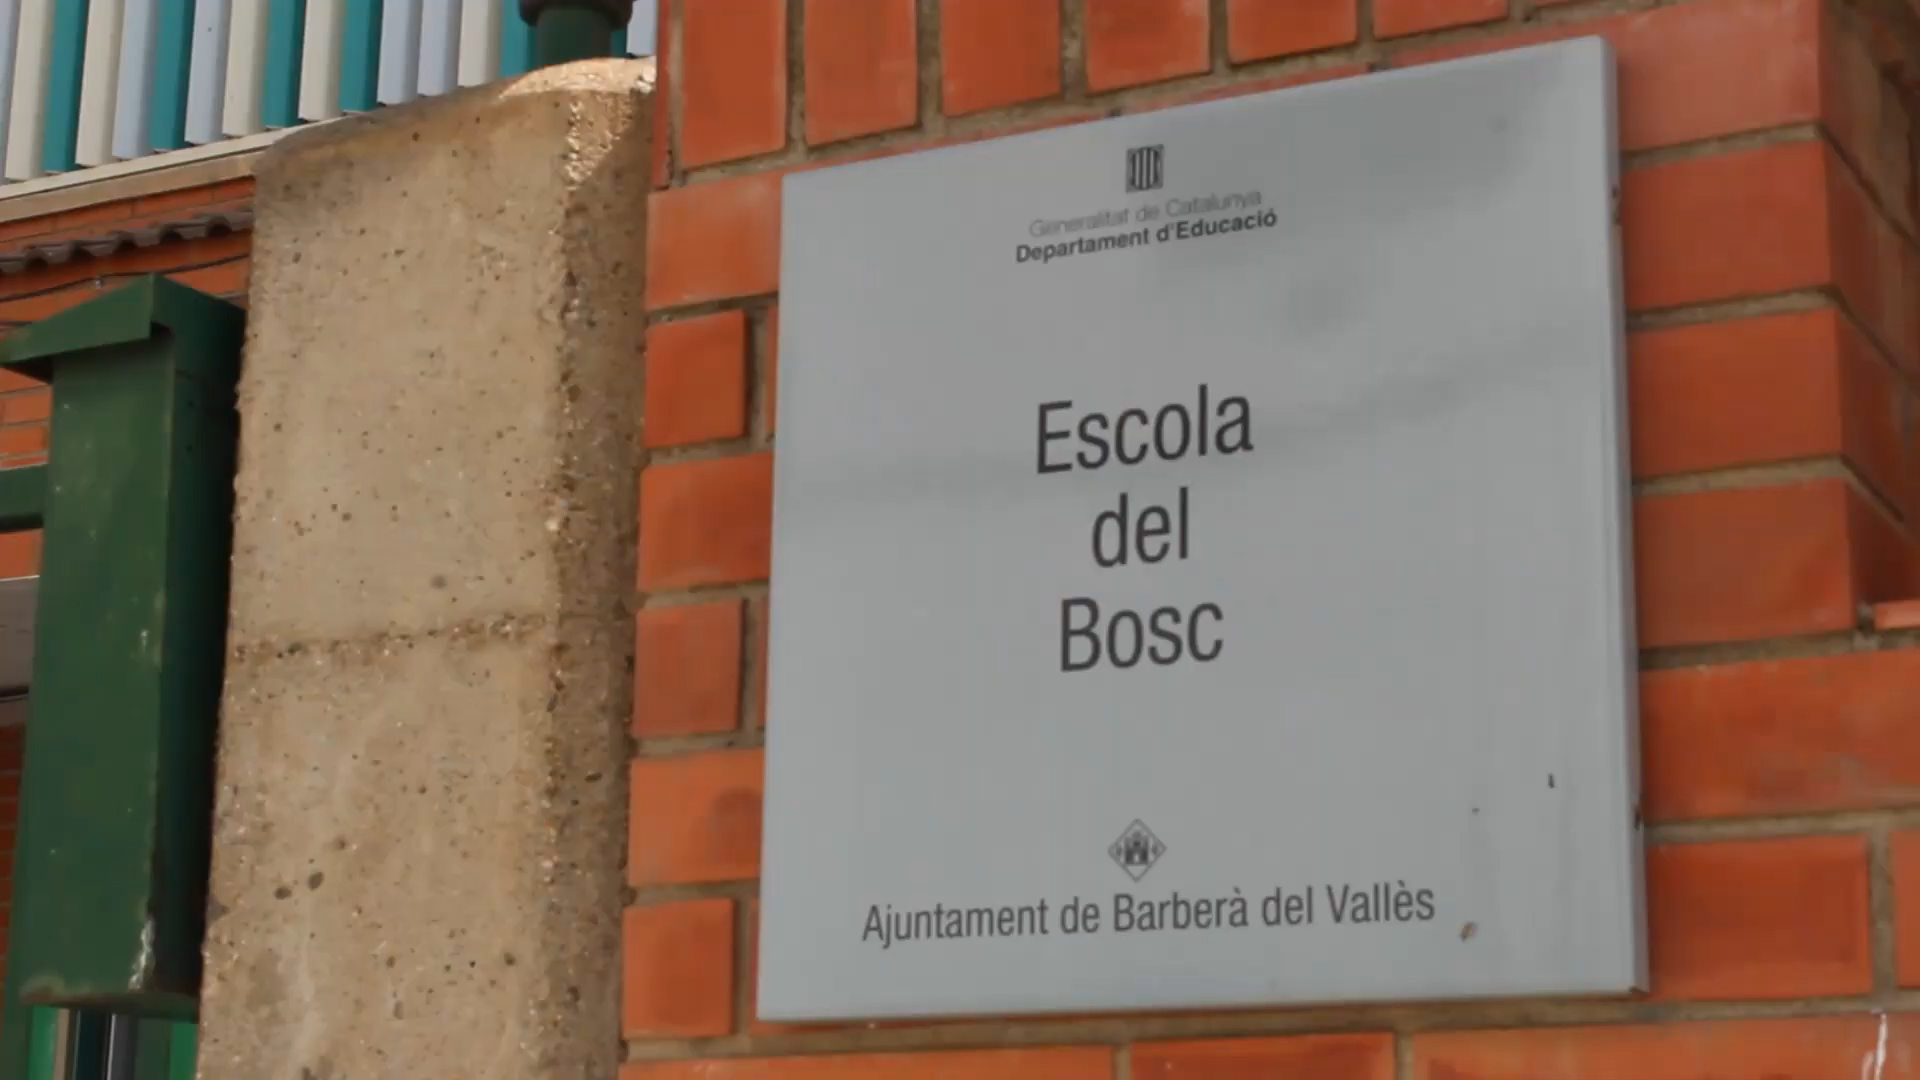 Generalitat de Catalunya
Departament d'Educació
Escola
del
Bosc
Ajuntament de Barberà del Vallès